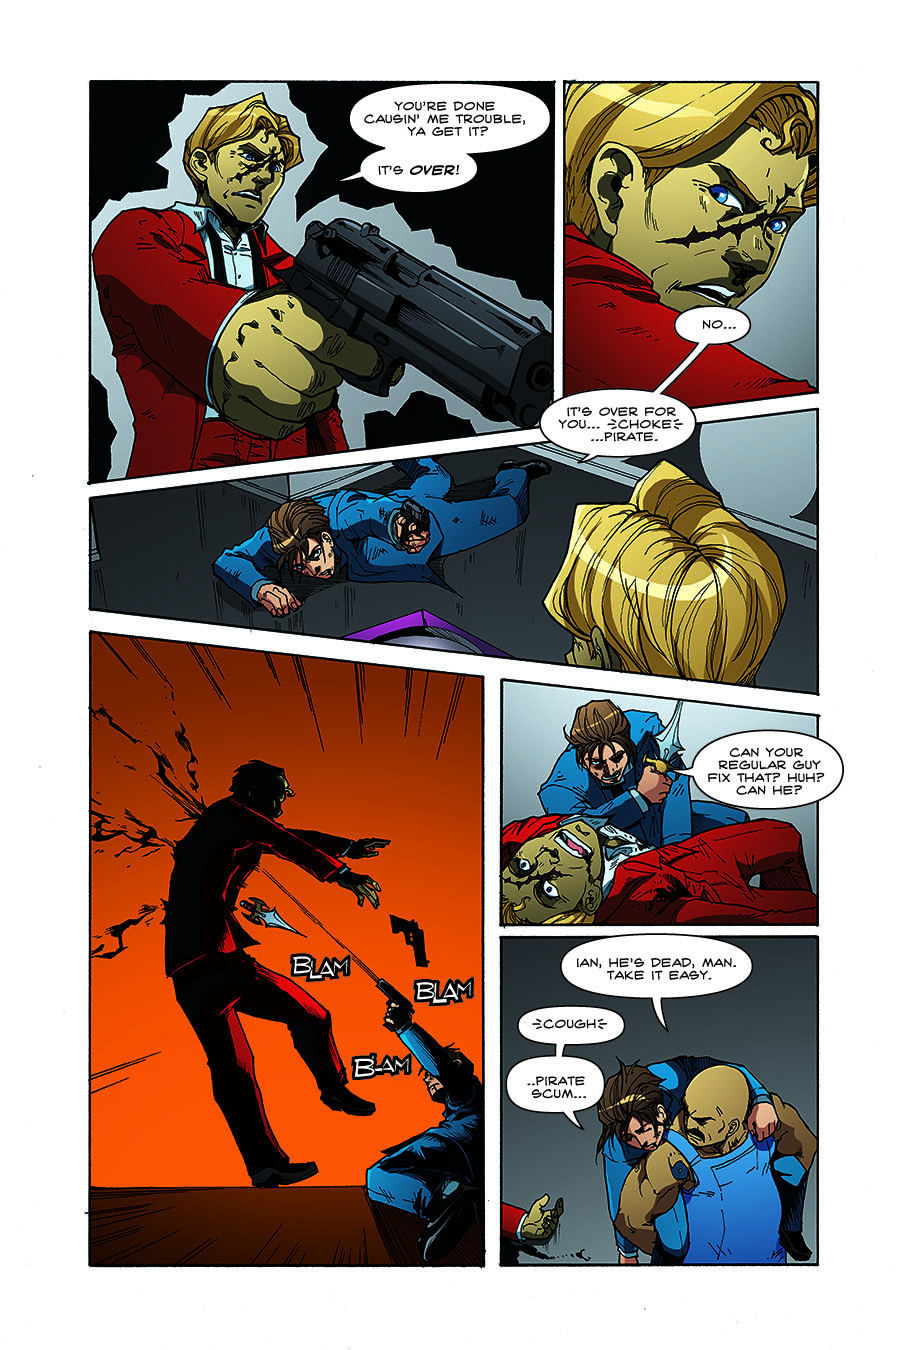 YOU'RE DONE
CAUSIN' ME TROUBLE,
YA GET IT?
IT'S OVER!
NO...
IT'S OVER FOR
YOU... CHOKE
...PIRATE.
BLAM
BLAM
BLAM
CAN YOUR
REGULAR GUY
FIX THAT? HUH?
CAN HE?
IAN, HE'S DEAD, MAN.
TAKE IT EASY.
COUGH
..PIRATE
SCUM...